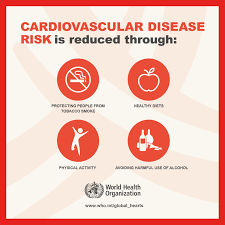 CARDIOVASCULAR DISEASE
RISK is reduced through:
PROTECTING PEOPLE FROM
TOBACCO SMOKE
HEALTHY DIETS
PHYSICAL ACTIVITY
AVOIDING HARMFUL USE OF ALCOHOL
World Health
Organization
www.who.int/global_hearts